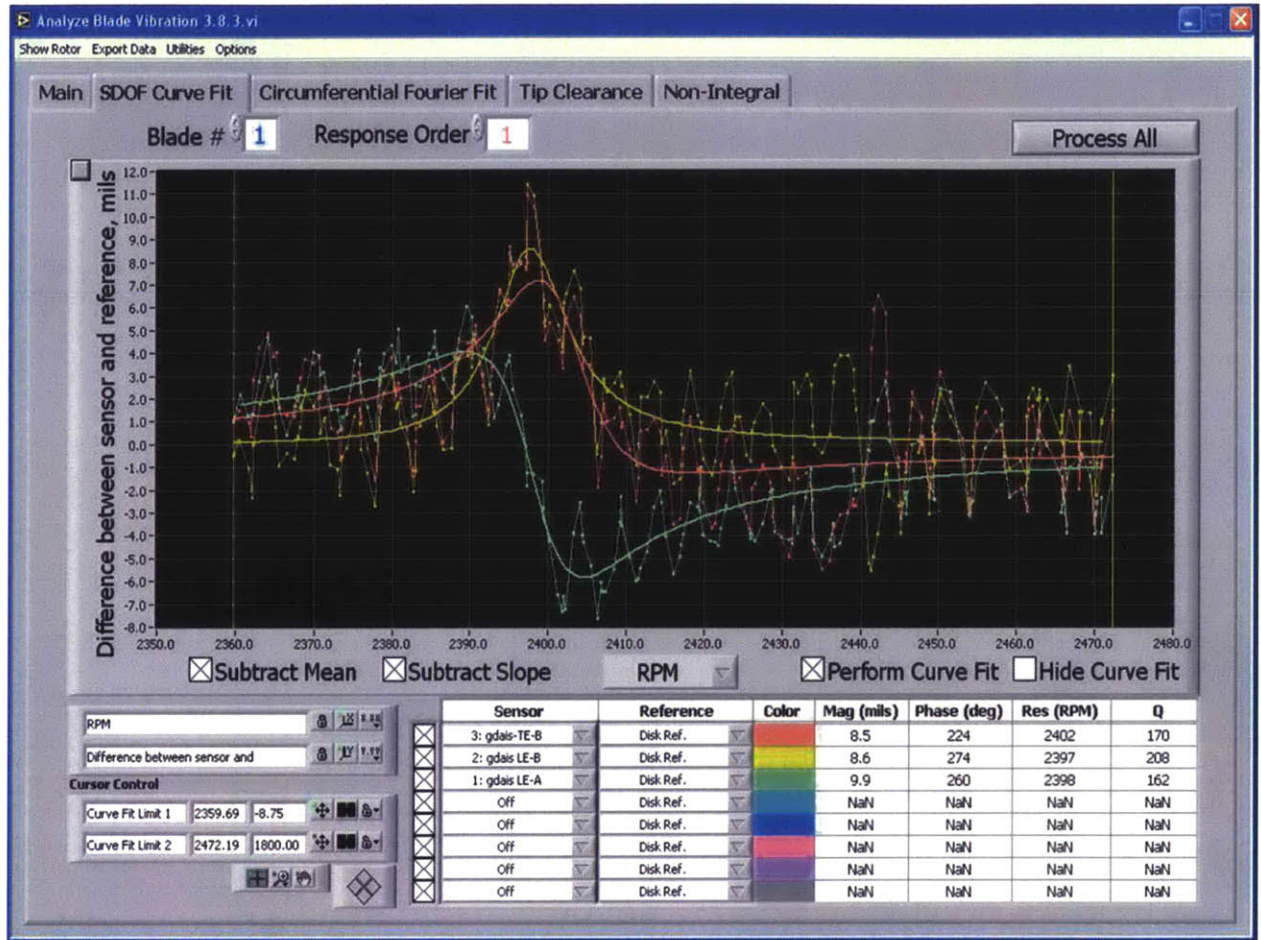 Analyze Blade Vibration 3.8.3.vi
Show Rotor Export Data Utilities Options
Main SDOF Curve Fit Circumferential Fourier Fit Tip Clearance Non-Integral
Blade # 1 Response Order 1 Process All
Difference between sensor and reference, mils
12.0
11.0
10.0
9.0
8.0
7.0
6.0
5.0
4.0
3.0
2.0
1.0
0.0
-1.0
-2.0
-3.0
-4.0
-5.0
-6.0
-7.0
-8.0
2350.0 2360.0 2370.0 2380.0 2390.0 2400.0 2410.0 2420.0 2430.0 2440.0 2450.0 2460.0 2470.0 2480.0
Subtract Mean Subtract Slope RPM Perform Curve Fit Hide Curve Fit
RPM
Difference between sensor and
Cursor Control
Curve Fit Limit 1 2359.69 -8.75
Curve Fit Limit 2 2472.19 1800.00
Sensor Reference Color Mag (mils) Phase (deg) Res (RPM) Q
3: gdais-TE-B Disk Ref. 8.5 224 2402 170
2: gdais LE-B Disk Ref. 8.6 274 2397 208
1: gdais LE-A Disk Ref. 9.9 260 2398 162
Off Disk Ref. NaN NaN NaN NaN
Off Disk Ref. NaN NaN NaN NaN
Off Disk Ref. NaN NaN NaN NaN
Off Disk Ref. NaN NaN NaN NaN
Off Disk Ref. NaN NaN NaN NaN